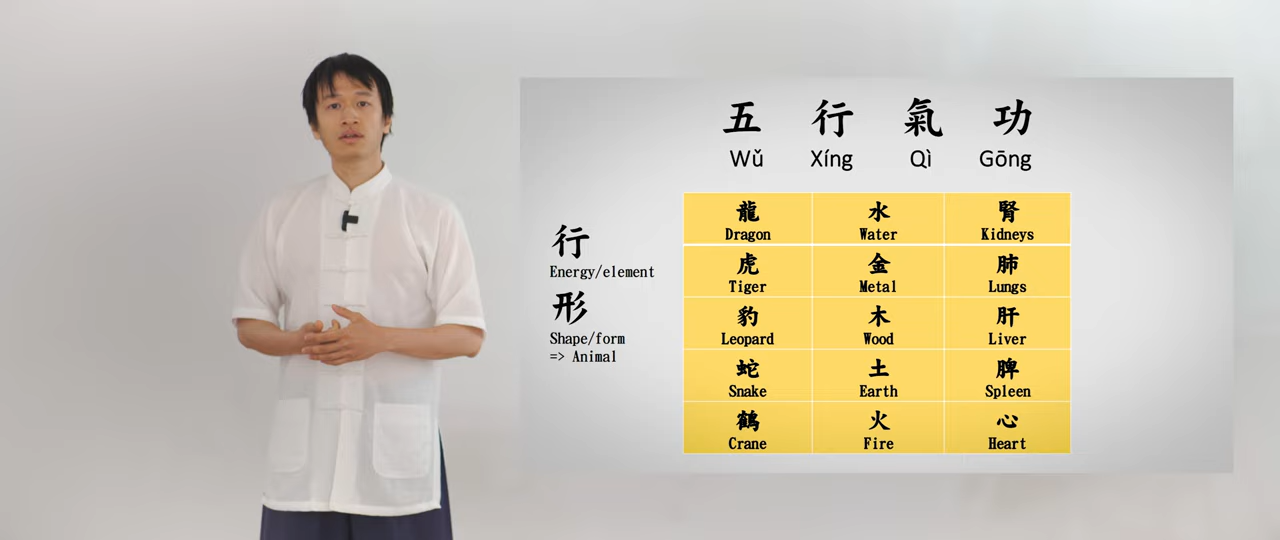 五 行 氣 功
Wǔ Xíng Qì Gōng
行
Energy/element
形
Shape/form
=> Animal
龍 水 腎
Dragon Water Kidneys
虎 金 肺
Tiger Metal Lungs
豹 木 肝
Leopard Wood Liver
蛇 土 脾
Snake Earth Spleen
鶴 火 心
Crane Fire Heart